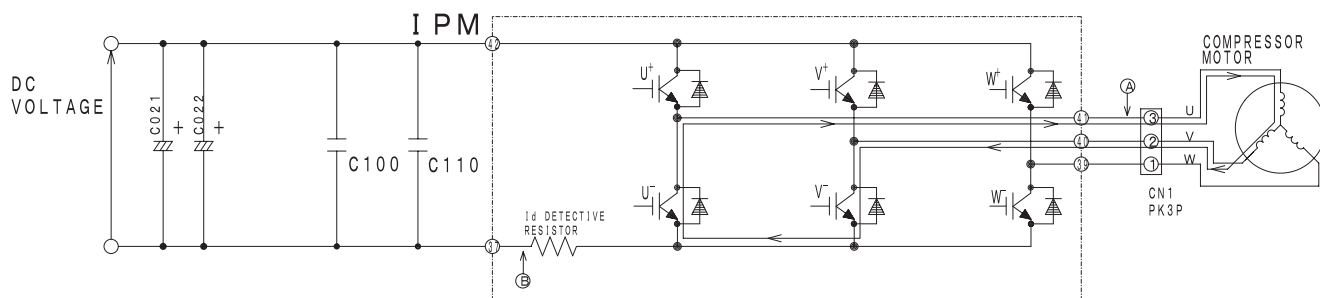 I PM
DC
VOLTAGE
C021
+
C022
+
C100
C110
42
37
Id DETECTIVE
RESISTOR
B
U+
V+
W+
U-
V-
W-
41
40
39
A
3
2
1
CN1
PK3P
U
V
W
COMPRESSOR
MOTOR